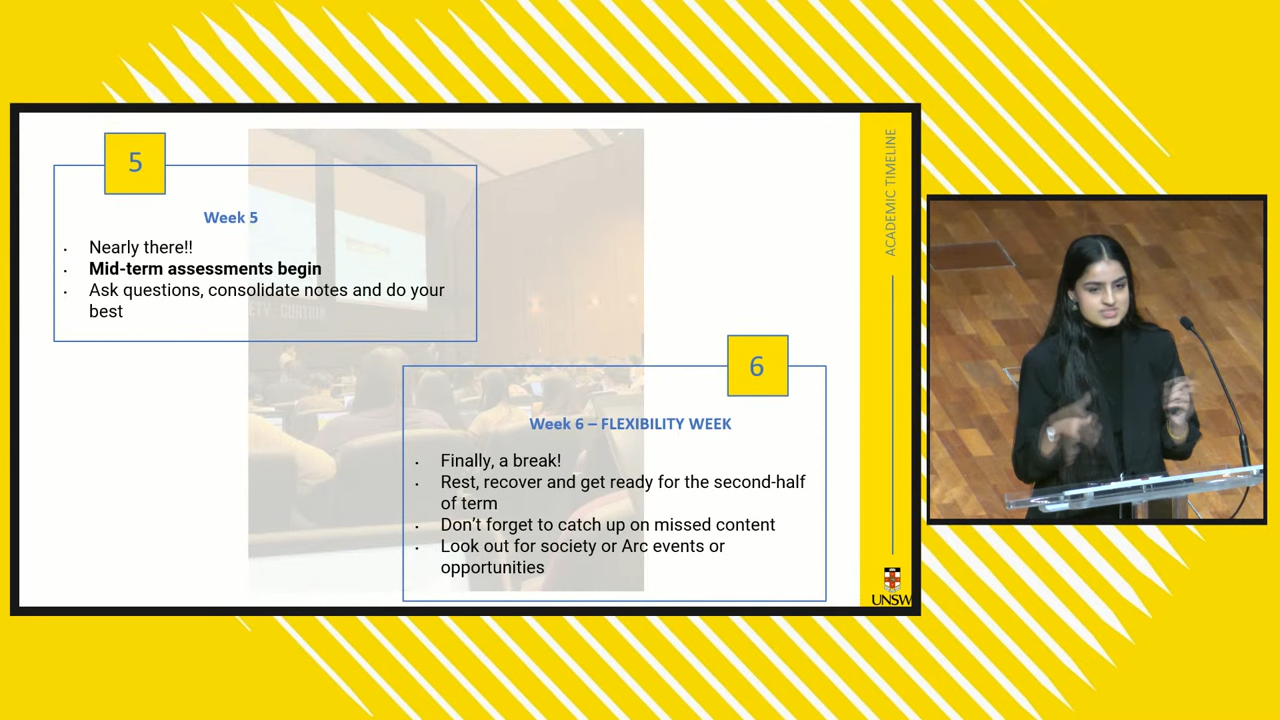 5
Week 5
Nearly there!!
Mid-term assessments begin
Ask questions, consolidate notes and do your
best
6
Week 6 – FLEXIBILITY WEEK
Finally, a break!
Rest, recover and get ready for the second-half
of term
Don’t forget to catch up on missed content
Look out for society or Arc events or
opportunities
ACADEMIC TIMELINE
UNSW